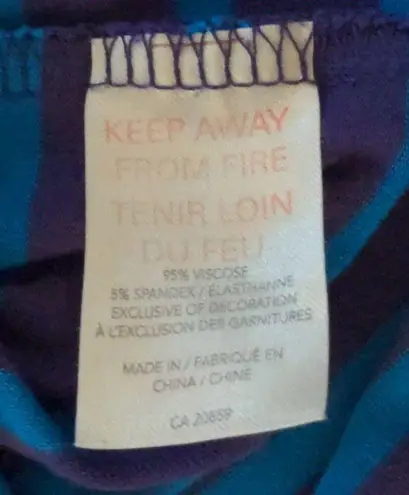 KEEP AWAY
FROM FIRE
TENIR LOIN
DU FEU
95% VISCOSE
5% SPANDEX / ÉLASTHANNE
EXCLUSIVE OF DECORATION
À L'EXCLUSION DES GARNITURES
MADE IN / FABRIQUÉ EN
CHINA / CHINE
CA 20859